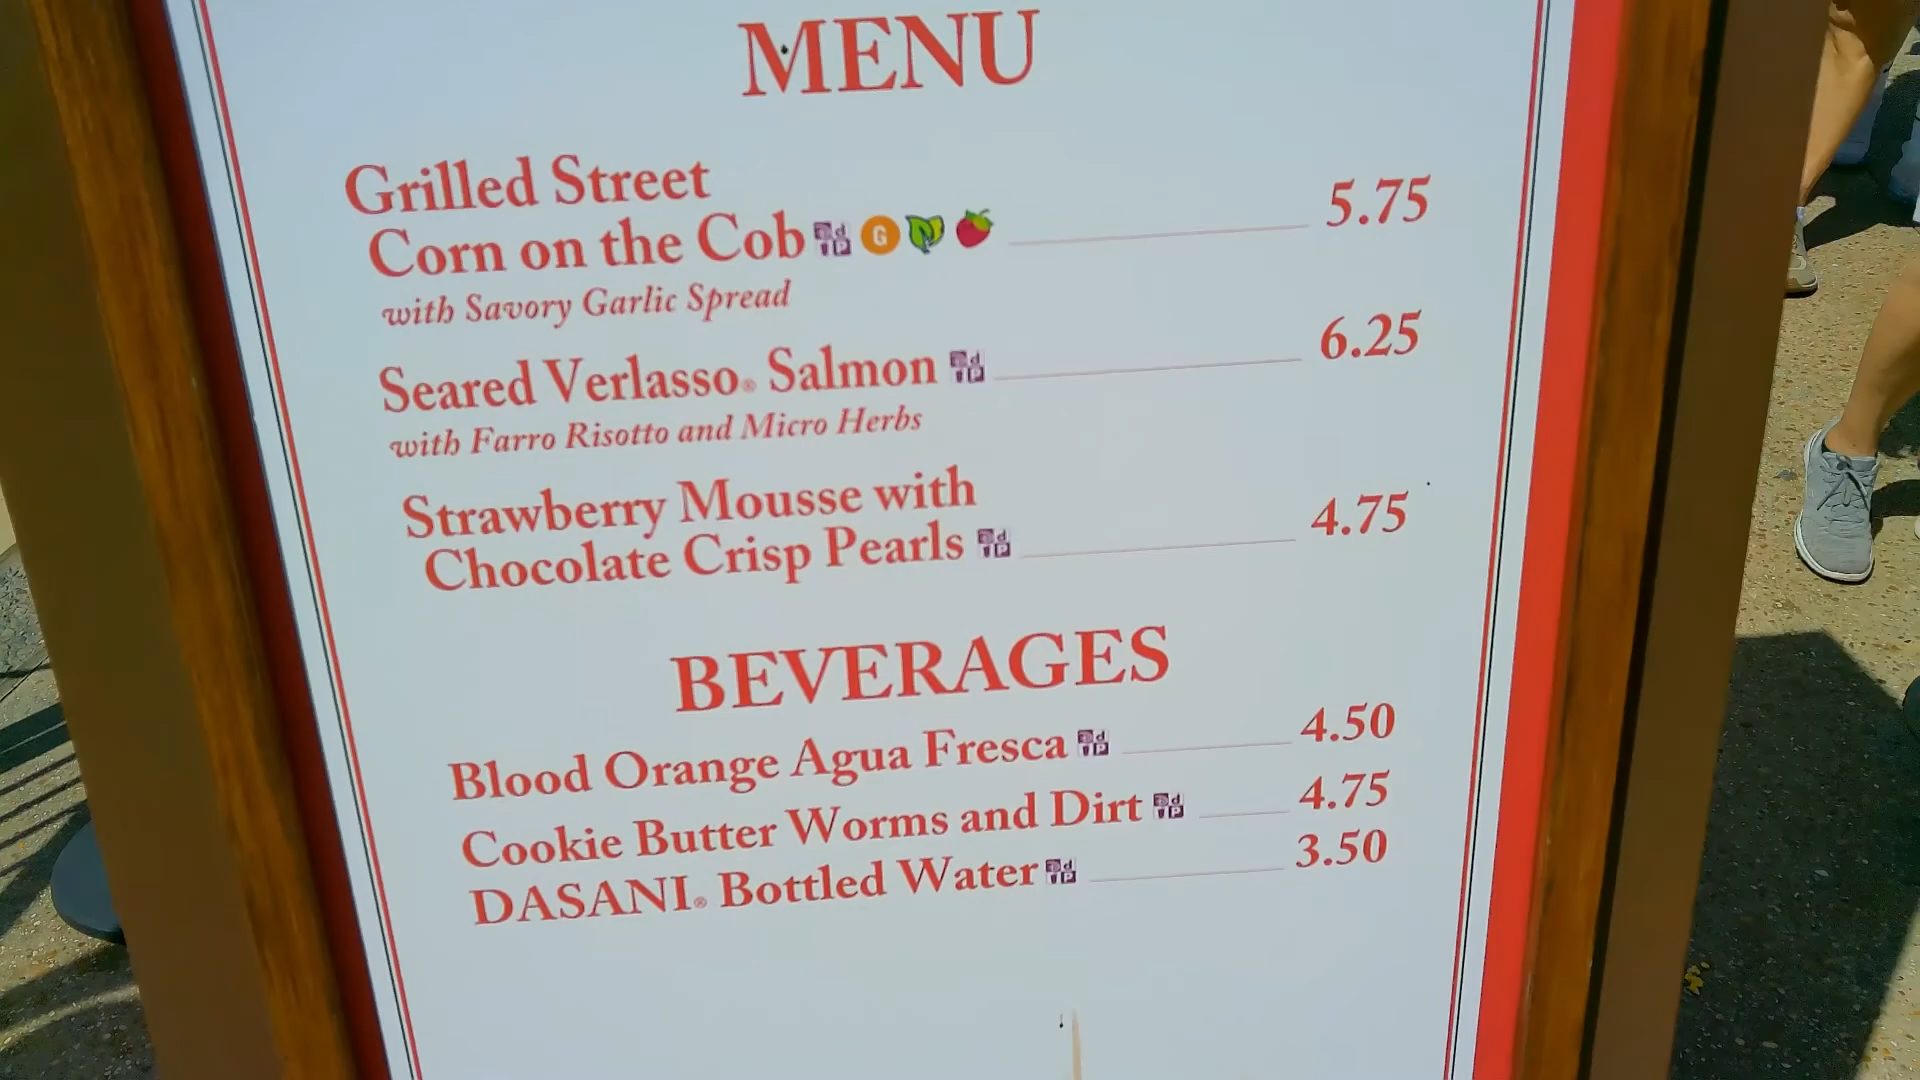 MENU
Grilled Street
Corn on the Cob G 5.75
with Savory Garlic Spread
Seared Verlasso® Salmon 6.25
with Farro Risotto and Micro Herbs
Strawberry Mousse with
Chocolate Crisp Pearls 4.75
BEVERAGES
Blood Orange Agua Fresca 4.50
Cookie Butter Worms and Dirt 4.75
DASANI® Bottled Water 3.50